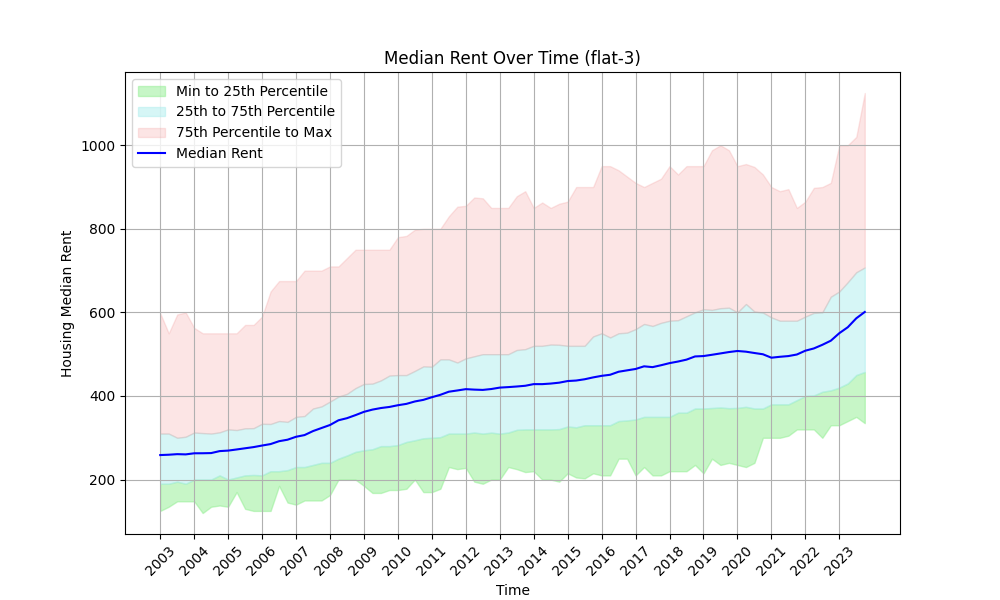 Median Rent Over Time (flat-3)
Min to 25th Percentile
25th to 75th Percentile
75th Percentile to Max
Median Rent
1000
800
600
400
200
Housing Median Rent
2003 2004 2005 2006 2007 2008 2009 2010 2011 2012 2013 2014 2015 2016 2017 2018 2019 2020 2021 2022 2023
Time